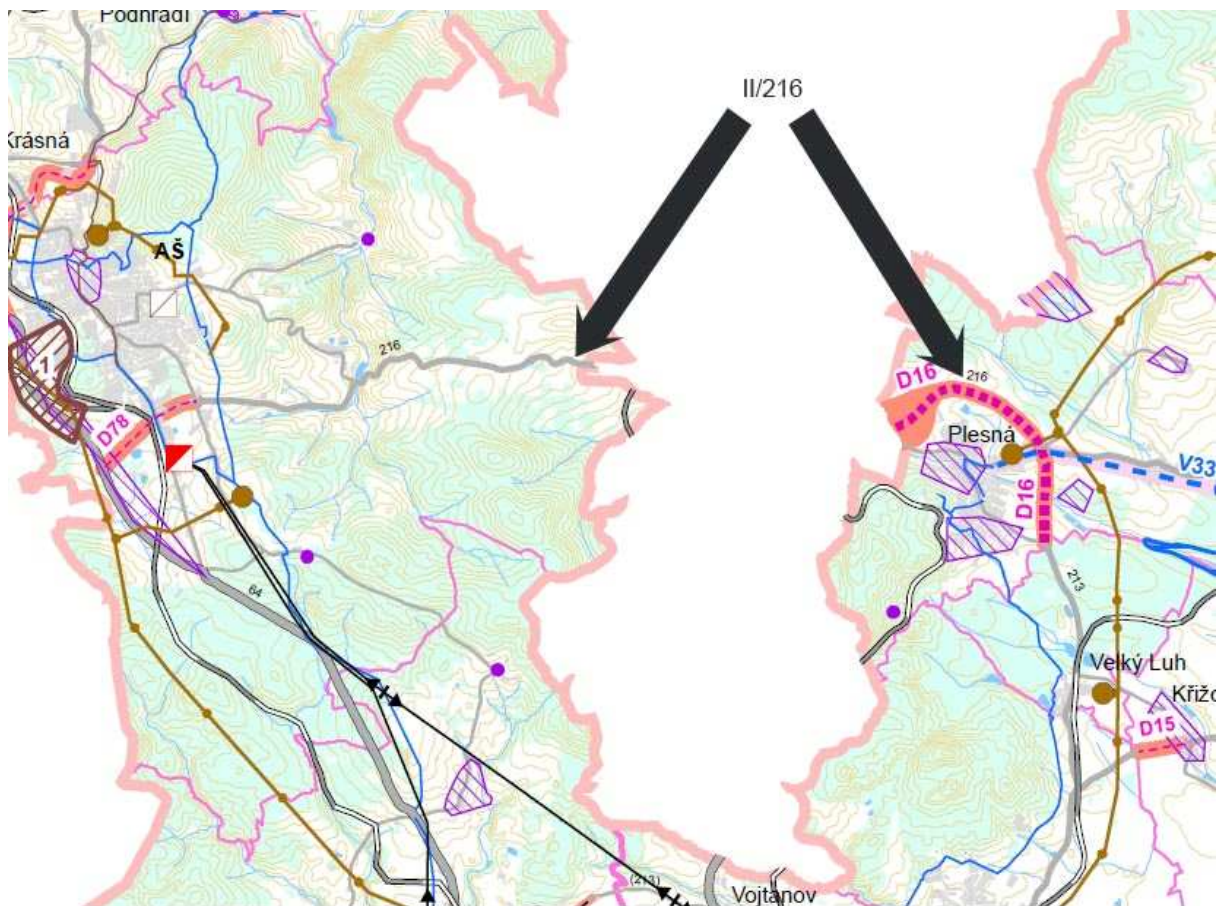 Podhradí
II/216
Krásná
AŠ
216
D16
216
1
D78
Plesná
V33
D16
64
213
Velký Luh
Křižo
D15
(213)
Vojtanov